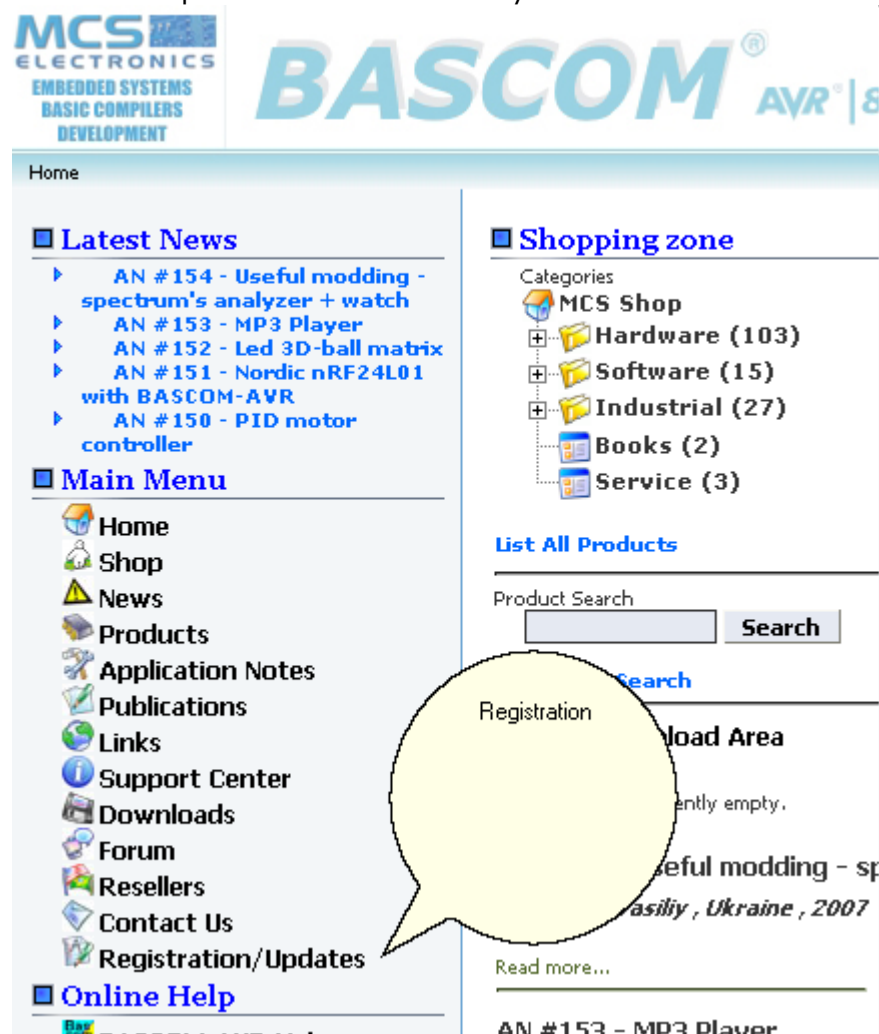 MCS
ELECTRONICS
EMBEDDED SYSTEMS
BASIC COMPILERS
DEVELOPMENT
BASCOM®
AVR®|
Home
Latest News
AN #154 - Useful modding -
spectrum's analyzer + watch
AN #153 - MP3 Player
AN #152 - Led 3D-ball matrix
AN #151 - Nordic nRF24L01
with BASCOM-AVR
AN #150 - PID motor
controller
Main Menu
Home
Shop
News
Products
Application Notes
Publications
Links
Support Center
Downloads
Forum
Resellers
Contact Us
Registration/Updates
Online Help
Shopping zone
Categories
MCS Shop
Hardware (103)
Software (15)
Industrial (27)
Books (2)
Service (3)
List All Products
Product Search
Search
Search
Registration
load Area
ently empty.
seful modding - sp
asiliy , Ukraine , 2007
Read more...
AN #153 - MP3 Player